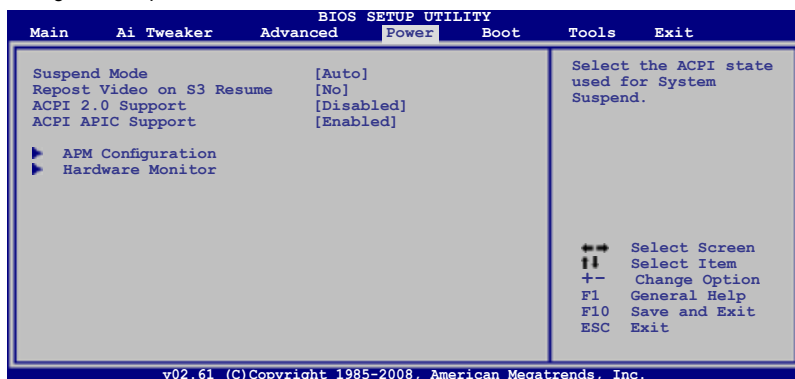 BIOS SETUP UTILITY
Main Ai Tweaker Advanced Power Boot Tools Exit
Suspend Mode [Auto]
Repost Video on S3 Resume [No]
ACPI 2.0 Support [Disabled]
ACPI APIC Support [Enabled]
APM Configuration
Hardware Monitor
Select the ACPI state
used for System
Suspend.
Select Screen
Select Item
+- Change Option
F1 General Help
F10 Save and Exit
ESC Exit
v02.61 (C)Copyright 1985-2008, American Megatrends, Inc.